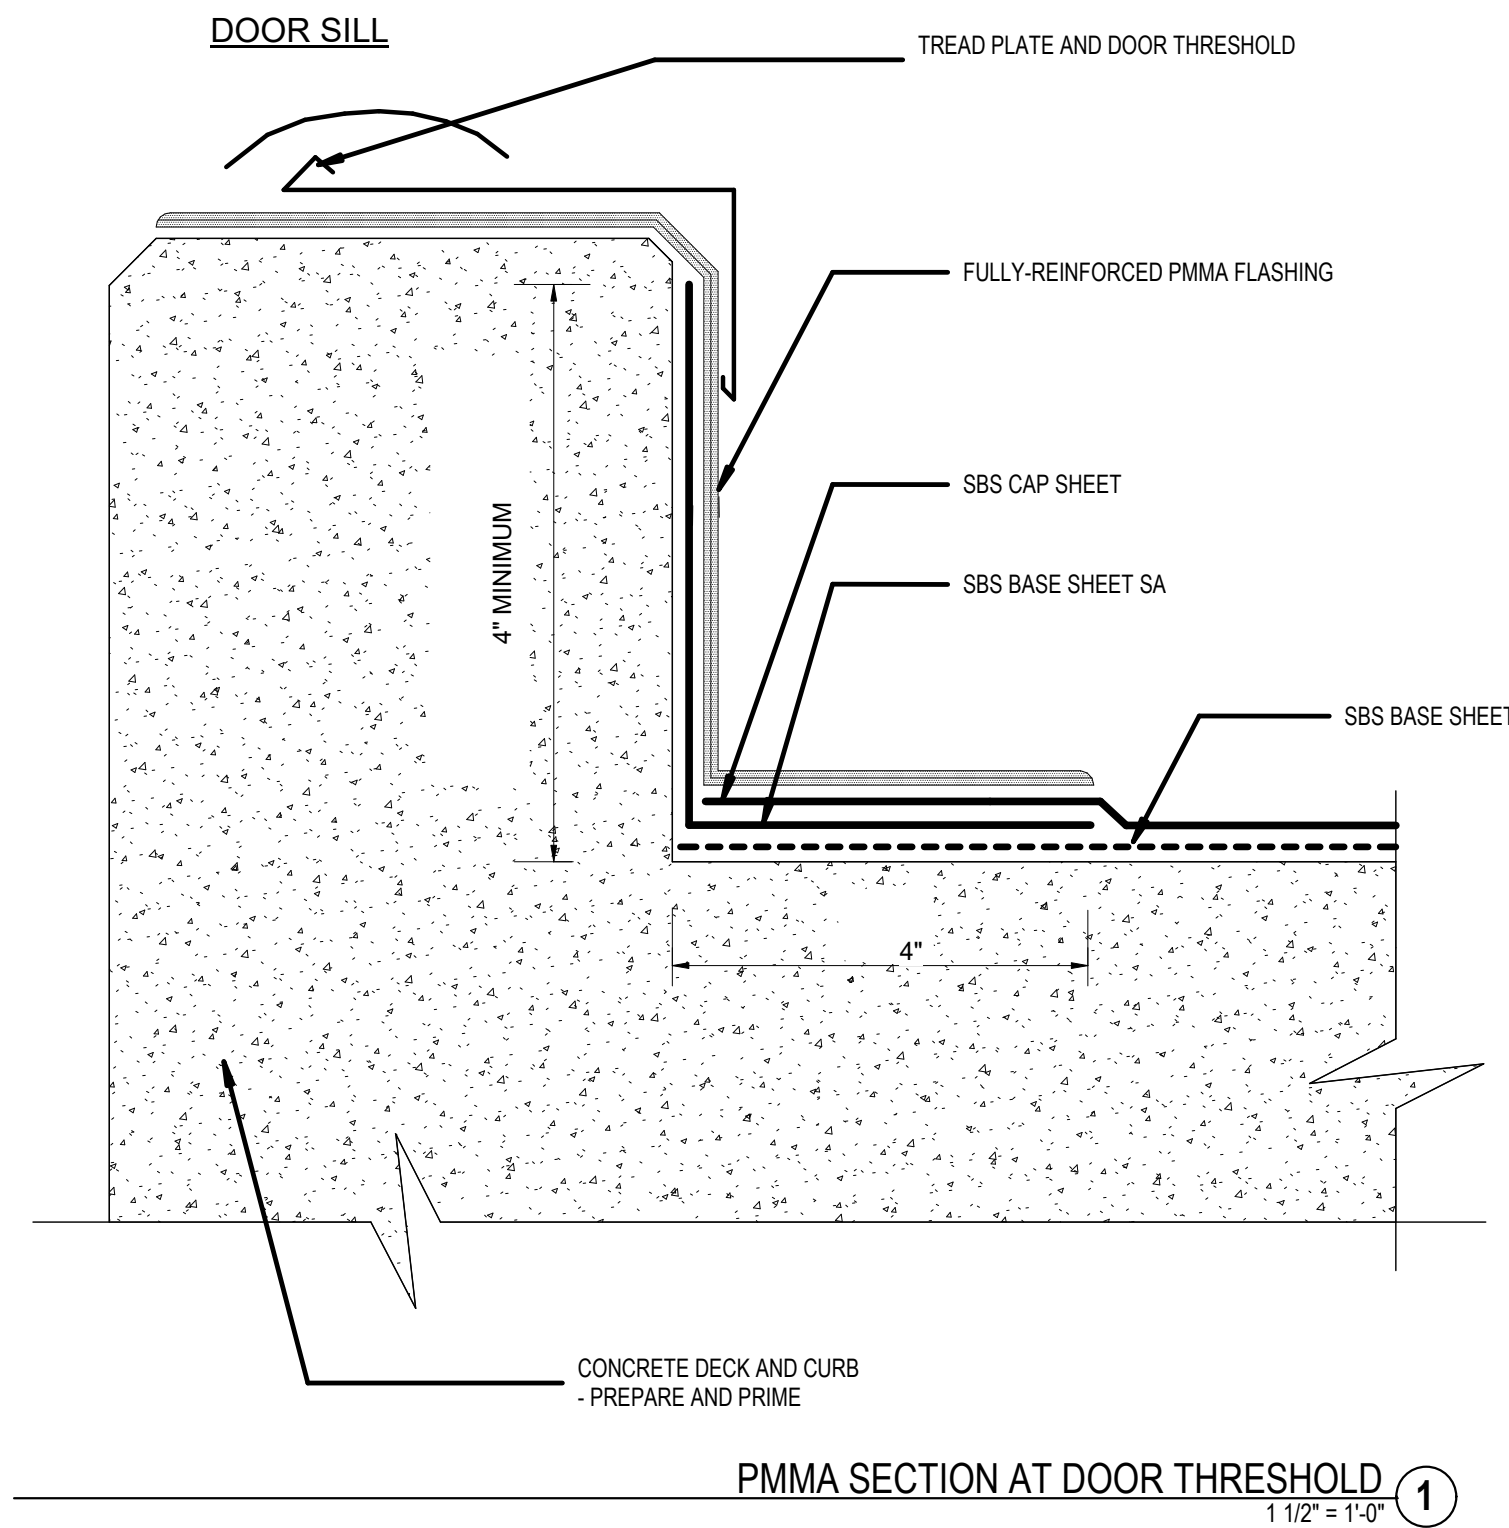 DOOR SILL
TREAD PLATE AND DOOR THRESHOLD
FULLY-REINFORCED PMMA FLASHING
SBS CAP SHEET
4" MINIMUM
SBS BASE SHEET SA
SBS BASE SHEET
4"
CONCRETE DECK AND CURB
- PREPARE AND PRIME
PMMA SECTION AT DOOR THRESHOLD
1
1 1/2" = 1'-0"